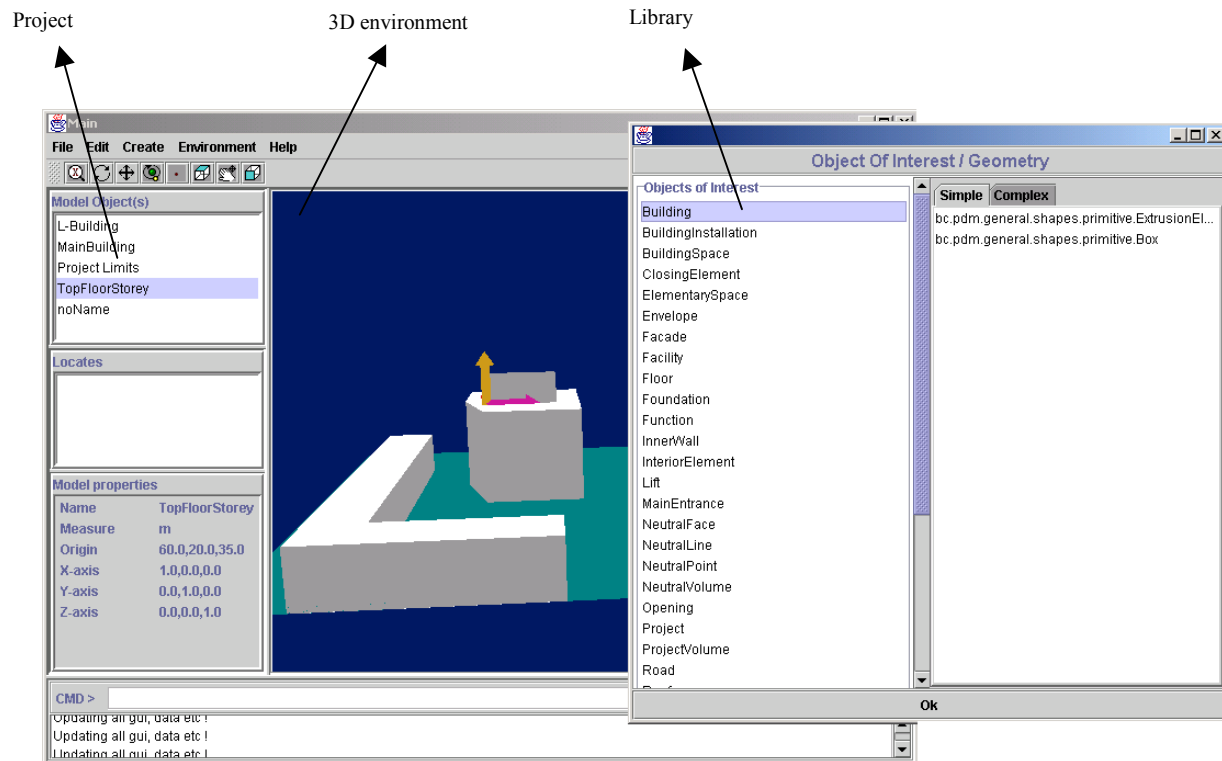 Project
3D environment
Library
Main
File Edit Create Environment Help
Model Object(s)
L-Building
MainBuilding
Project Limits
TopFloorStorey
noName
Locates
Model properties
Name TopFloorStorey
Measure m
Origin 60.0,20.0,35.0
X-axis 1.0,0.0,0.0
Y-axis 0.0,1.0,0.0
Z-axis 0.0,0.0,1.0
CMD >
Updating all gui, data etc !
Updating all gui, data etc !
Updating all gui, data etc !
Object Of Interest / Geometry
Objects of Interest
Building
BuildingInstallation
BuildingSpace
ClosingElement
ElementarySpace
Envelope
Facade
Facility
Floor
Foundation
Function
InnerWall
InteriorElement
Lift
MainEntrance
NeutralFace
NeutralLine
NeutralPoint
NeutralVolume
Opening
Project
ProjectVolume
Road
Simple Complex
bc.pdm.general.shapes.primitive.ExtrusionEl...
bc.pdm.general.shapes.primitive.Box
Ok